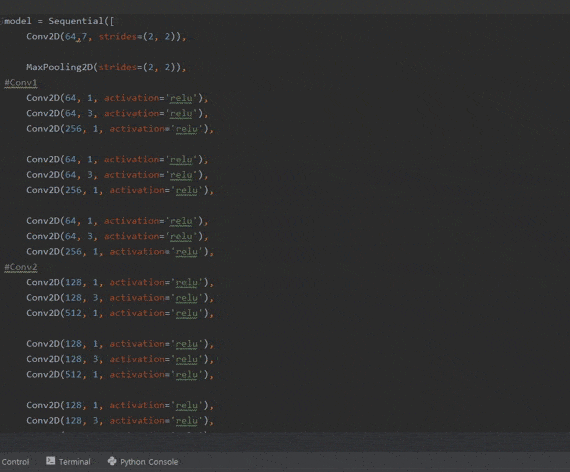 model = Sequential([
Conv2D(64,7, strides=(2, 2)),
MaxPooling2D(strides=(2, 2)),
#Conv1
Conv2D(64, 1, activation='relu'),
Conv2D(64, 3, activation='relu'),
Conv2D(256, 1, activation='relu'),
Conv2D(64, 1, activation='relu'),
Conv2D(64, 3, activation='relu'),
Conv2D(256, 1, activation='relu'),
Conv2D(64, 1, activation='relu'),
Conv2D(64, 3, activation='relu'),
Conv2D(256, 1, activation='relu'),
#Conv2
Conv2D(128, 1, activation='relu'),
Conv2D(128, 3, activation='relu'),
Conv2D(512, 1, activation='relu'),
Conv2D(128, 1, activation='relu'),
Conv2D(128, 3, activation='relu'),
Conv2D(512, 1, activation='relu'),
Conv2D(128, 1, activation='relu'),
Conv2D(128, 3, activation='relu'),
Control Terminal Python Console